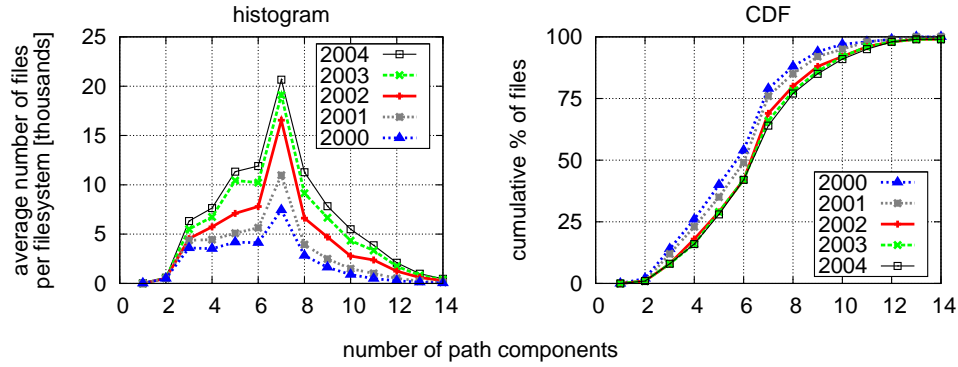 histogram
average number of files
per filesystem [thousands]
25
20
15
10
5
0
2004
2003
2002
2001
2000
0 2 4 6 8 10 12 14
CDF
cumulative % of files
100
75
50
25
0
2000
2001
2002
2003
2004
0 2 4 6 8 10 12 14
number of path components